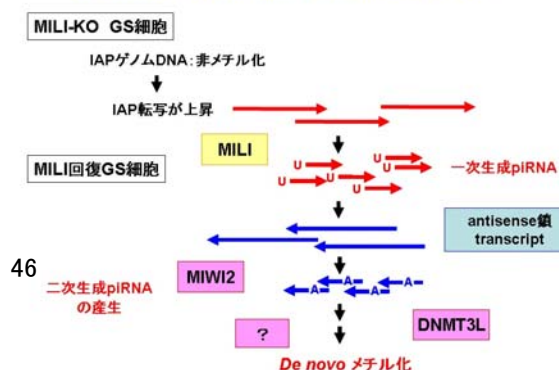 MILI-KO GS細胞
IAPゲノムDNA：非メチル化
IAP転写が上昇
MILI
MILI回復GS細胞
U U
U U
U U
一次生成piRNA
antisense鎖
transcript
46
MIWI2
二次生成piRNA
の産生
A A
A A
?
DNMT3L
De novo メチル化